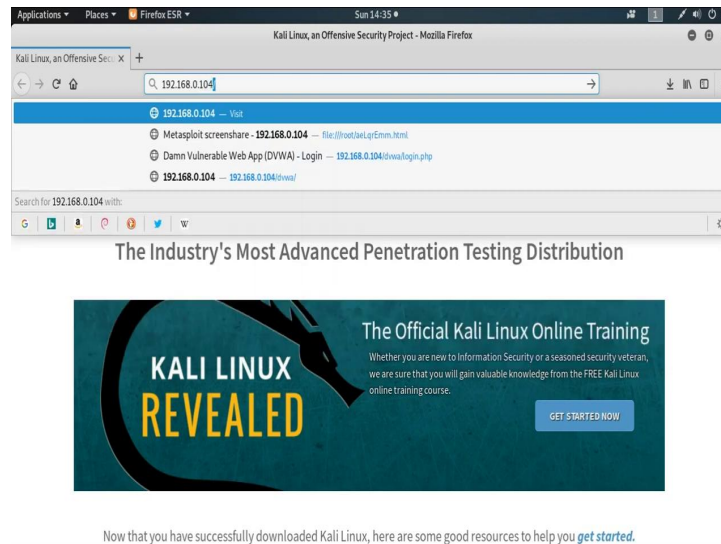 Applications Places Firefox ESR Sun 14:35 1
Kali Linux, an Offensive Security Project - Mozilla Firefox
Kali Linux, an Offensive Secu × +
192.168.0.104/
192.168.0.104 — Visit
Metasploit screenshare - 192.168.0.104 — file:///root/aeLqrEmm.html
Damn Vulnerable Web App (DVWA) - Login — 192.168.0.104/dvwa/login.php
192.168.0.104 — 192.168.0.104/dvwa/
Search for 192.168.0.104 with:
G b a W
The Industry's Most Advanced Penetration Testing Distribution
KALI LINUX
REVEALED
The Official Kali Linux Online Training
Whether you are new to Information Security or a seasoned security veteran,
we are sure that you will gain valuable knowledge from the FREE Kali Linux
online training course.
GET STARTED NOW
Now that you have successfully downloaded Kali Linux, here are some good resources to help you get started.